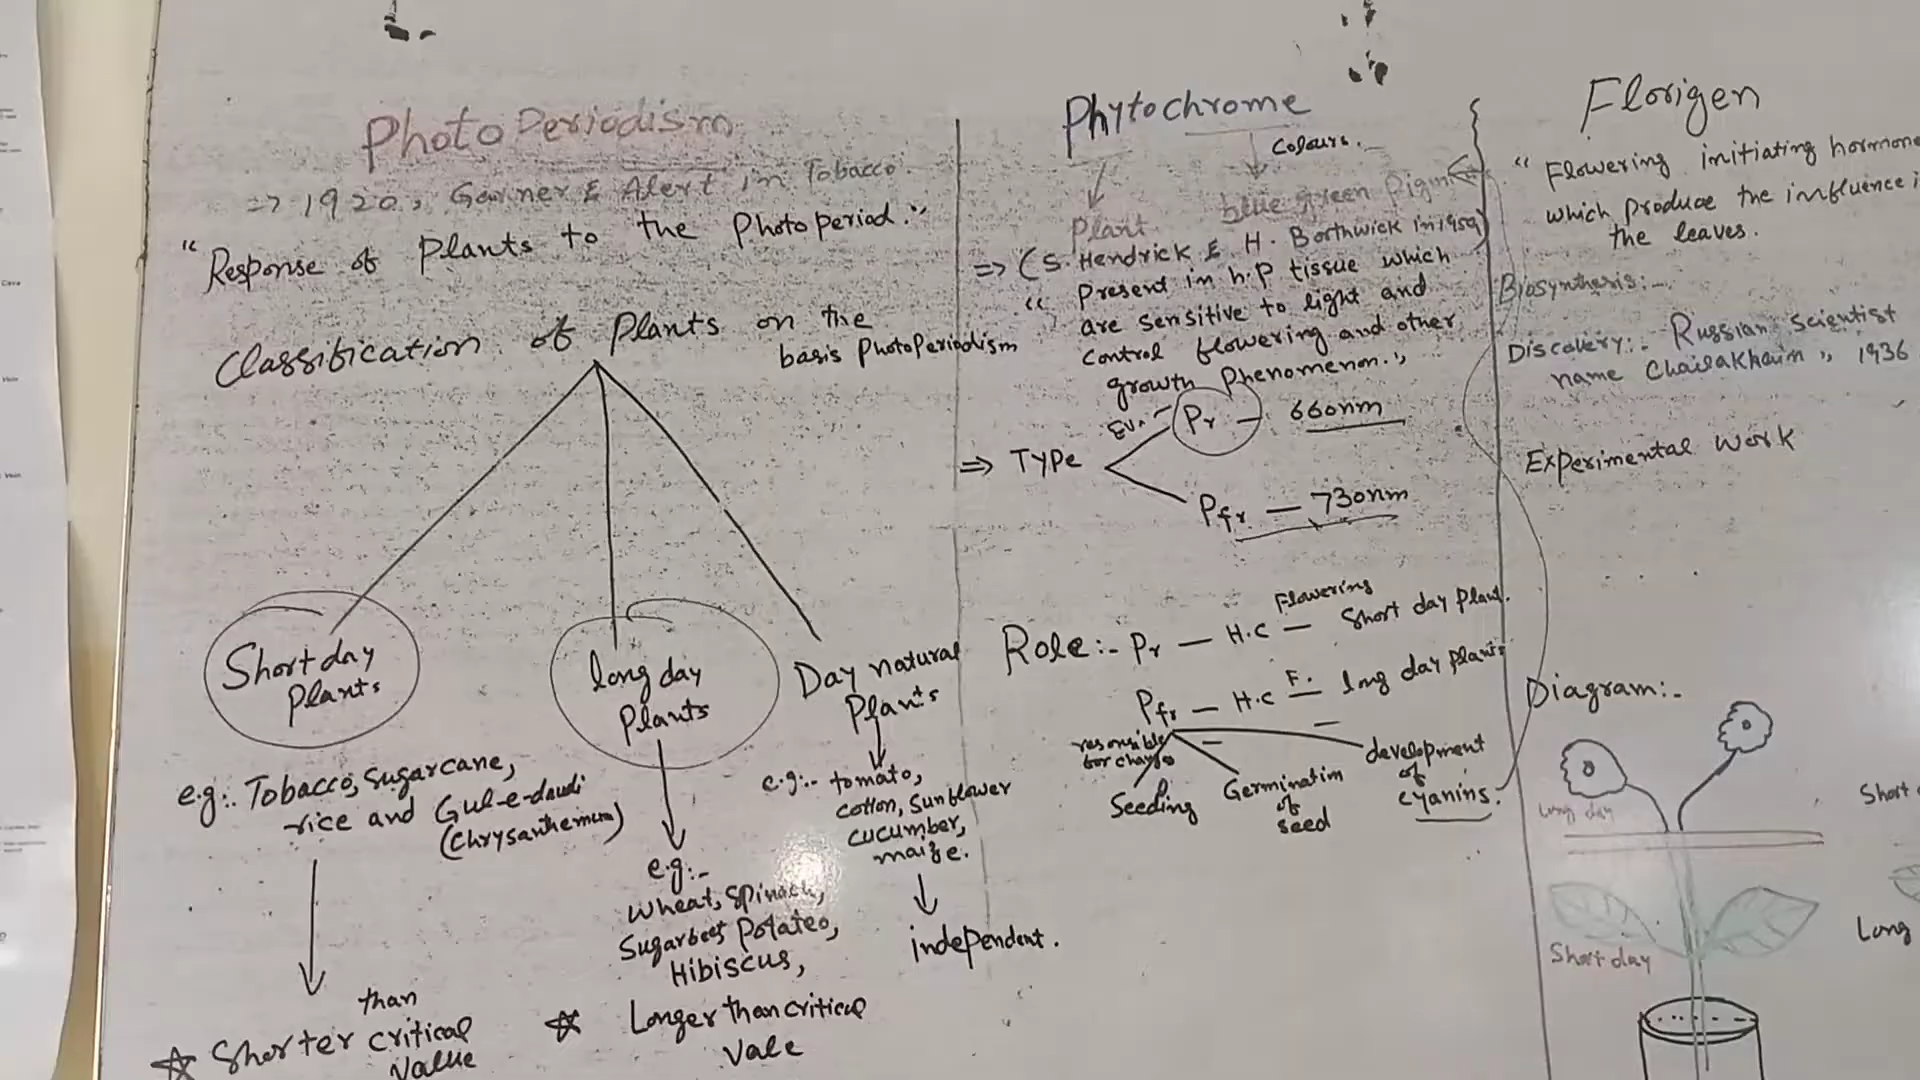 PhotoPeriodism
=> 1920, Garner & Alert in Tobacco.
"Response of Plants to the PhotoPeriod."
Classification of Plants on the
basis PhotoPeriodism
Short day
Plants
long day
Plants
Day natural
Plants
e.g:. Tobacco, sugarcane,
rice and Gul-e-daudi
(Chrysanthemum)
than
Shorter critical
Value
e.g:-
Wheat, Spinach,
Sugarbeet Potateo,
Hibiscus,
Longer than critical
Vale
e.g:- tomato,
cotton, Sunflower
cucumber,
maize.
independent.
Phytochrome
Colours.
Plant
blue green Pigm
=> (S. Hendrick & H. Borthwick in 1959)
" Present in h.p tissue which
are sensitive to light and
control flowering and other
growth Phenomenon.,,
=> Type
Pr — 660nm
Pfr — 730nm
Flowering
Role:- Pr — H.C — Short day Plant.
Pfr — H.C F. — long day Plants
resonsible
for changes
Seeding
Germination
of
seed
development
of
cyanins.
Florigen
" Flowering initiating hormone
which Produce the influence i
the leaves.
Biosynthesis:-
Discovery:- Russian Scientist
name Chailakhain ,, 1936
Experimental Work
Diagram:-
Long day
Short day
Short
Long